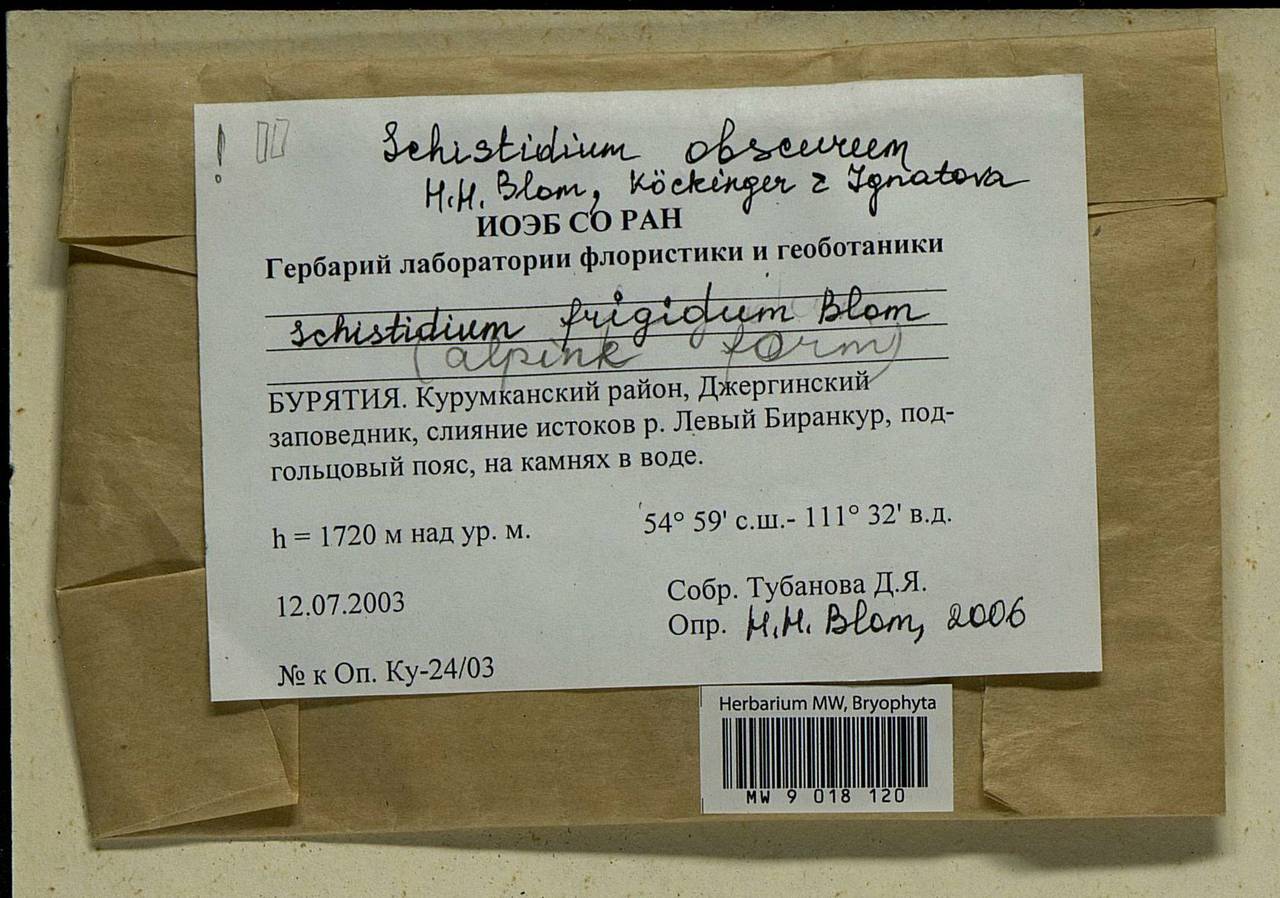 !
Schistidium obscurum
H.H. Blom, Köckinger & Ignatova
ИОЭБ СО РАН
Гербарий лаборатории флористики и геоботаники
Schistidium frigidum Blom
(alpine form)
БУРЯТИЯ. Курумканский район, Джергинский
заповедник, слияние истоков р. Левый Биранкур, под-
гольцовый пояс, на камнях в воде.
h = 1720 м над ур. м.
54° 59' с.ш.- 111° 32' в.д.
12.07.2003
Собр. Тубанова Д.Я.
Опр. H.H. Blom, 2006
№ к Оп. Ку-24/03
Herbarium MW, Bryophyta
MW 9 018 120